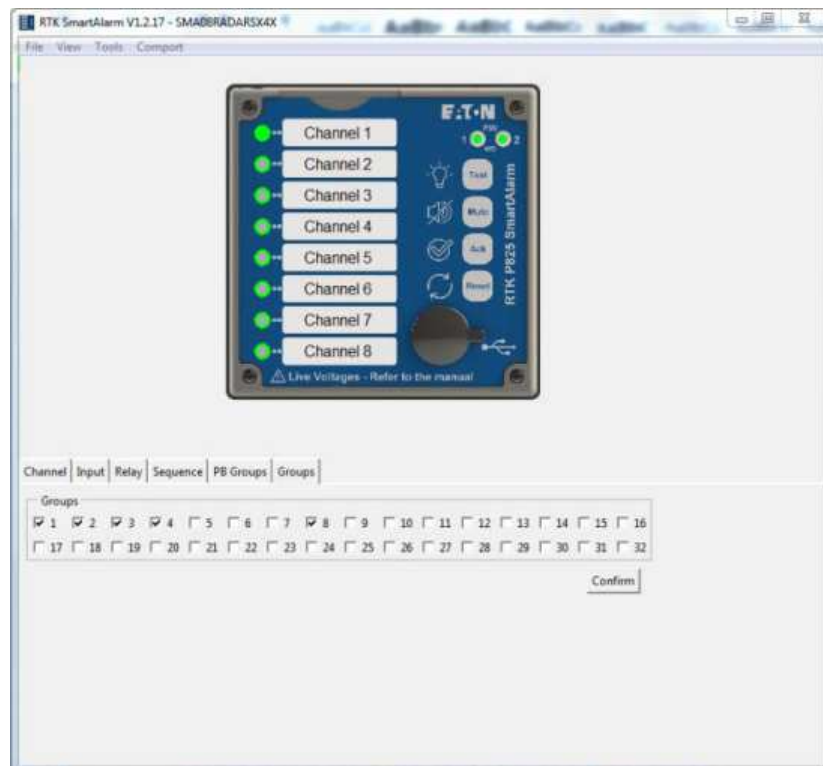 RTK SmartAlarm V1.2.17 - SMA08RADARSX4X
File View Tools Comport
E·T·N
Channel 1
1 2
Channel 2
Test
Channel 3
Mute
Channel 4
Channel 5
Ack
Channel 6
Reset
Channel 7
Channel 8
RTK P825 SmartAlarm
Live Voltages - Refer to the manual
Channel Input Relay Sequence PB Groups Groups
Groups
1 2 3 4 5 6 7 8 9 10 11 12 13 14 15 16
17 18 19 20 21 22 23 24 25 26 27 28 29 30 31 32
Confirm